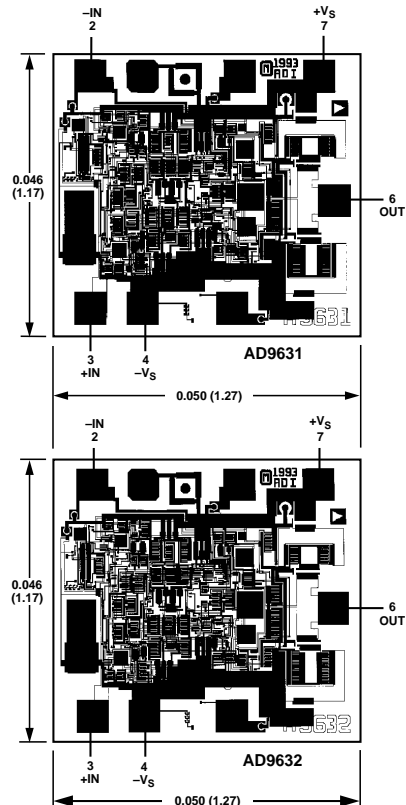 –IN
2
+VS
7
1993
ADI
0.046
(1.17)
6
OUT
3
+IN
4
–VS
AD9631
0.050 (1.27)
–IN
2
+VS
7
1993
ADI
0.046
(1.17)
6
OUT
3
+IN
4
–VS
AD9632
0.050 (1.27)